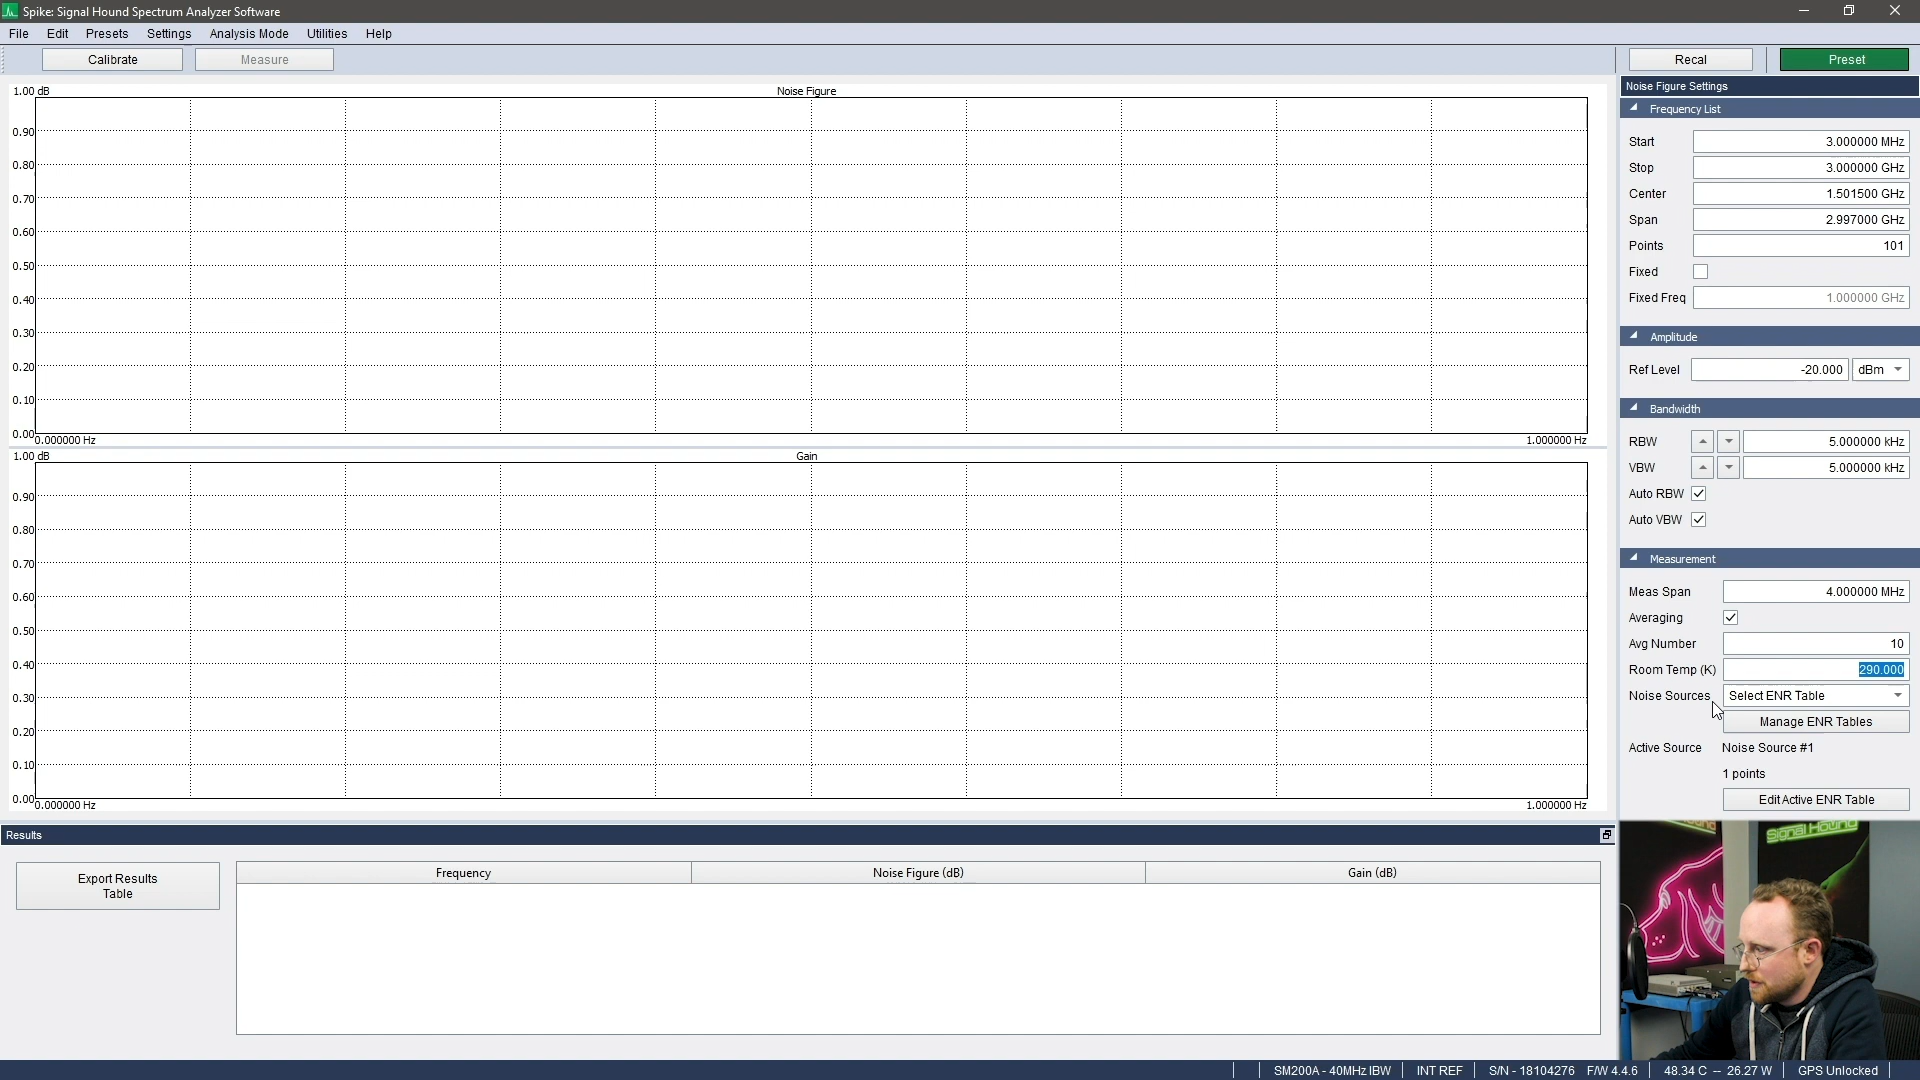 Spike: Signal Hound Spectrum Analyzer Software
File Edit Presets Settings Analysis Mode Utilities Help
Calibrate Measure Recal Preset
1.00 dB Noise Figure
0.90
0.80
0.70
0.60
0.50
0.40
0.30
0.20
0.10
0.00
0.000000 Hz 1.000000 Hz
1.00 dB Gain
0.90
0.80
0.70
0.60
0.50
0.40
0.30
0.20
0.10
0.00
0.000000 Hz 1.000000 Hz
Noise Figure Settings
Frequency List
Start 3.000000 MHz
Stop 3.000000 GHz
Center 1.501500 GHz
Span 2.997000 GHz
Points 101
Fixed
Fixed Freq 1.000000 GHz
Amplitude
Ref Level -20.000 dBm
Bandwidth
RBW 5.000000 kHz
VBW 5.000000 kHz
Auto RBW
Auto VBW
Measurement
Meas Span 4.000000 MHz
Averaging
Avg Number 10
Room Temp (K) 290.000
Noise Sources Select ENR Table
Manage ENR Tables
Active Source Noise Source #1
1 points
Edit Active ENR Table
Results
Export Results
Table
Frequency Noise Figure (dB) Gain (dB)
Signal Hound
SM200A - 40MHz IBW INT REF S/N - 18104276 F/W 4.4.6 48.34 C -- 26.27 W GPS Unlocked